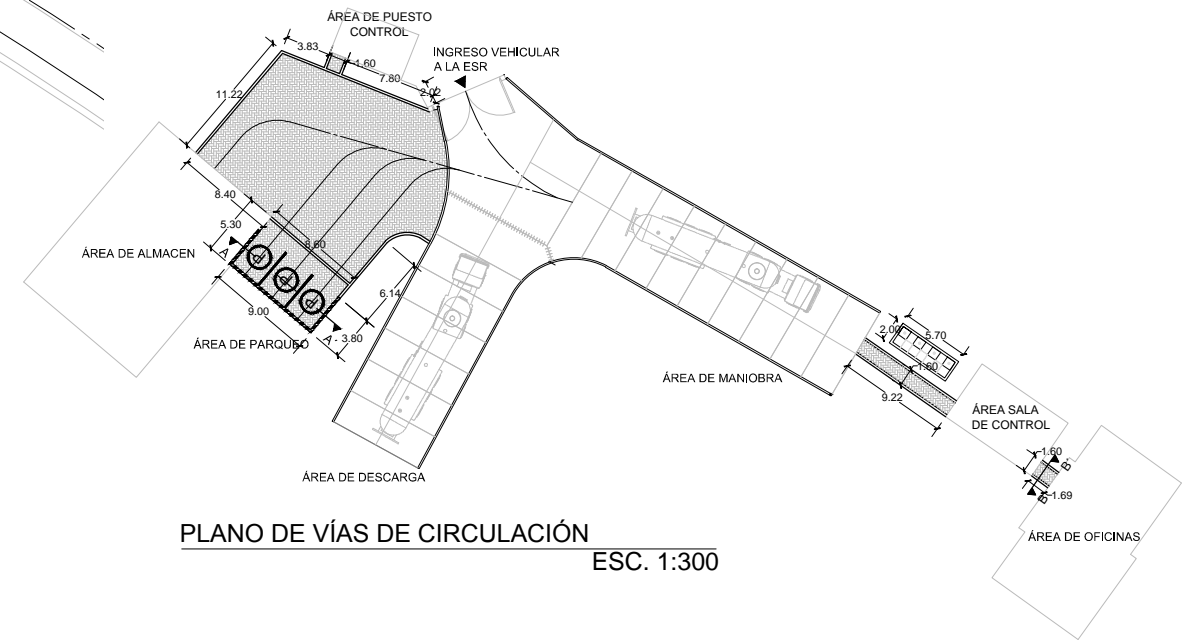 ÁREA DE PUESTO
CONTROL
3.83
1.60
7.80
2.02
INGRESO VEHICULAR
A LA ESR
11.22
8.40
5.30
A
8.60
ÁREA DE ALMACEN
P
P
P
9.00
6.14
A
3.80
ÁREA DE PARQUEO
ÁREA DE MANIOBRA
2.00
5.70
1.60
9.22
ÁREA SALA
DE CONTROL
1.60
B'
B
1.69
ÁREA DE DESCARGA
ÁREA DE OFICINAS
PLANO DE VÍAS DE CIRCULACIÓN
ESC. 1:300